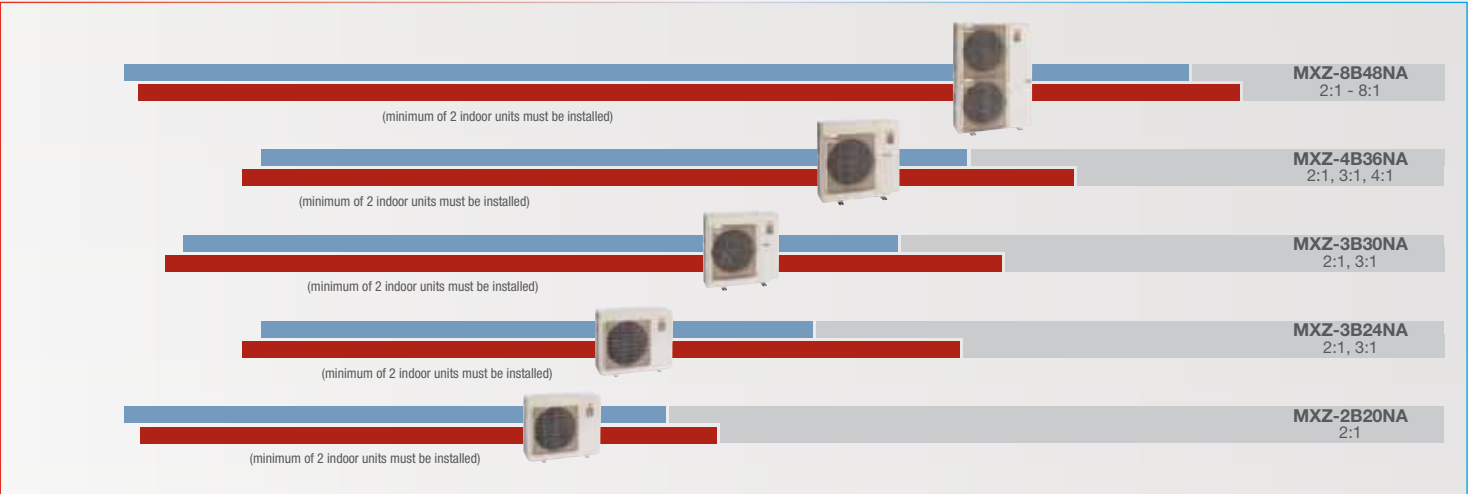 MXZ-8B48NA
2:1 - 8:1
(minimum of 2 indoor units must be installed)
MXZ-4B36NA
2:1, 3:1, 4:1
(minimum of 2 indoor units must be installed)
MXZ-3B30NA
2:1, 3:1
(minimum of 2 indoor units must be installed)
MXZ-3B24NA
2:1, 3:1
(minimum of 2 indoor units must be installed)
MXZ-2B20NA
2:1
(minimum of 2 indoor units must be installed)